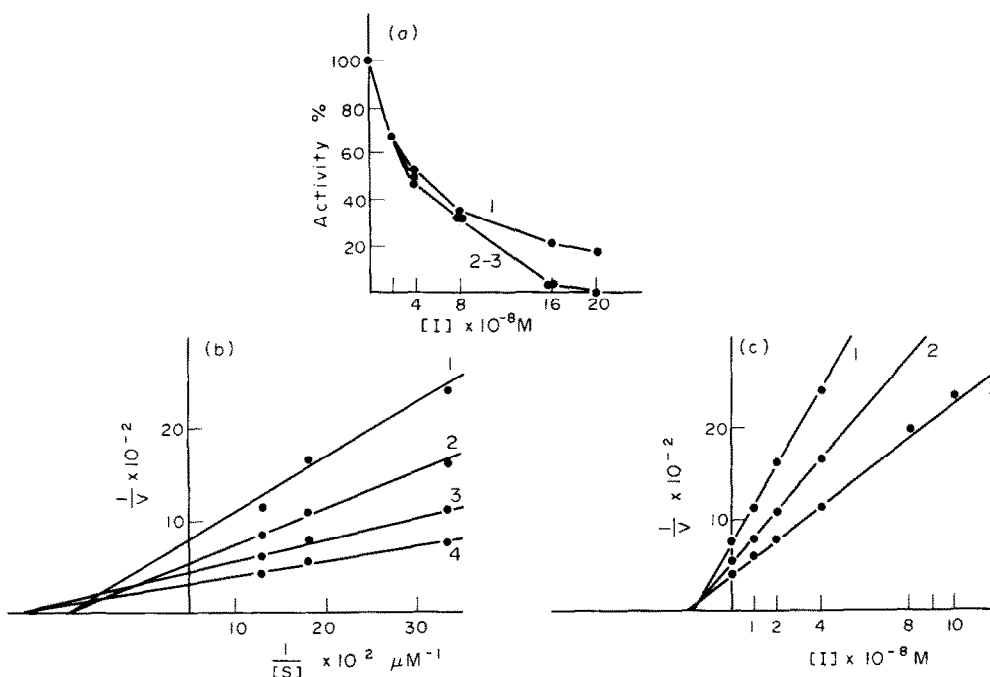 (a)
100
80
60
40
20
Activity %
1
2-3
4 8 16 20
[I] x 10⁻⁸M
(b)
1
2
3
4
20
10
1/V x 10⁻²
10 20 30
1/[S] x 10² μM⁻¹
(c)
1
2
20
10
1/V x 10⁻²
1 2 4 8 10
[I] x 10⁻⁸ M